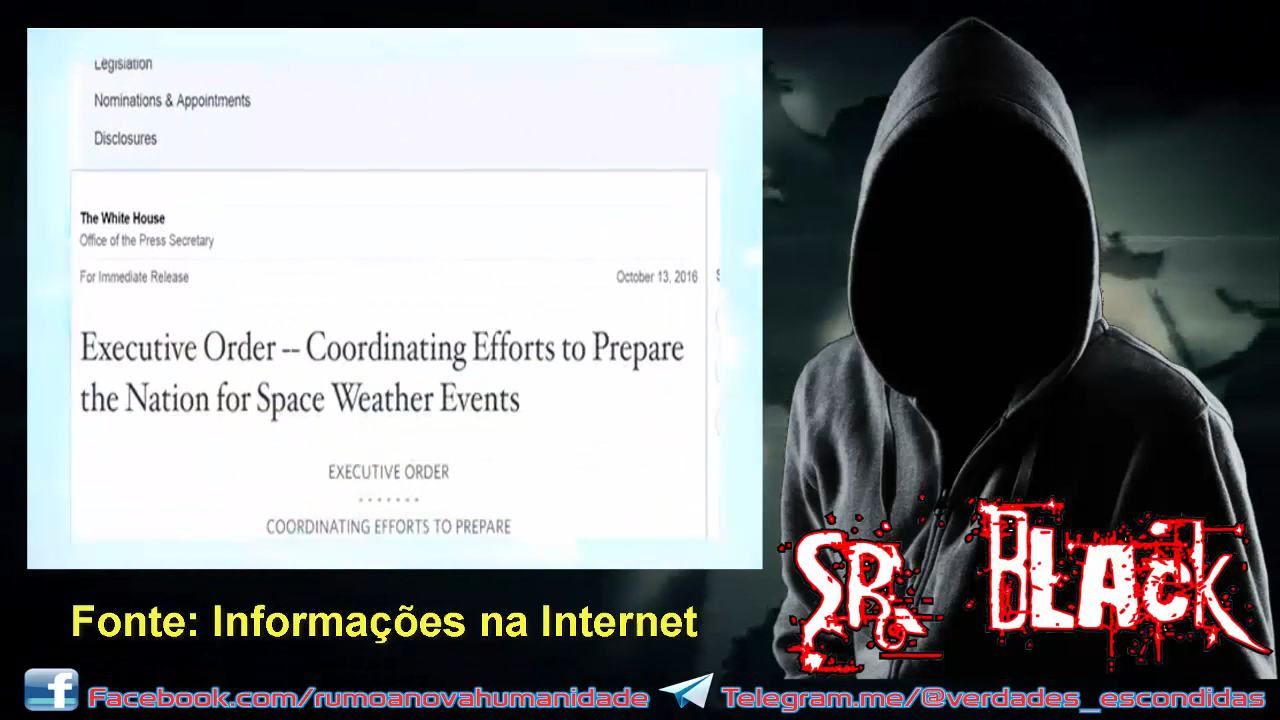 Legislation
Nominations & Appointments
Disclosures
The White House
Office of the Press Secretary
For Immediate Release October 13, 2016
Executive Order -- Coordinating Efforts to Prepare
the Nation for Space Weather Events
EXECUTIVE ORDER
- - - - - - -
COORDINATING EFFORTS TO PREPARE
SR_ BLACK
Fonte: Informações na Internet
f Facebook.com/rumoanovahumanidade Telegram.me/@verdades_escondidas